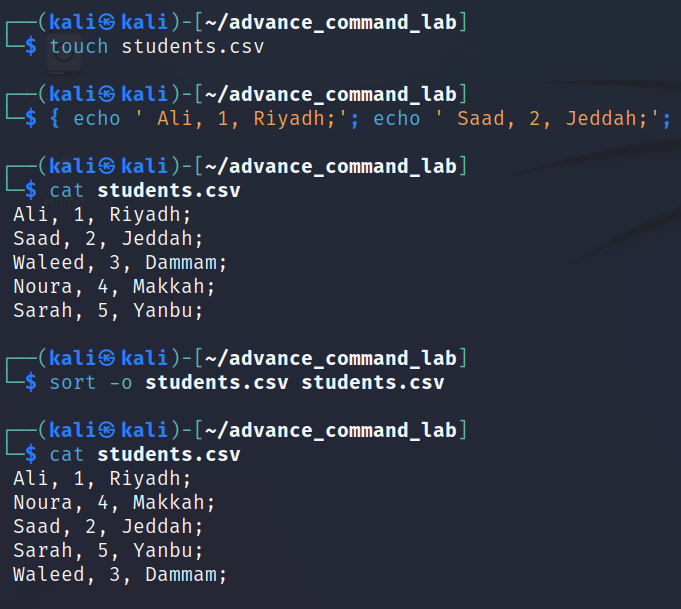 ┌──(kali㉿kali)-[~/advance_command_lab]
└─$ touch students.csv
┌──(kali㉿kali)-[~/advance_command_lab]
└─$ { echo ' Ali, 1, Riyadh;'; echo ' Saad, 2, Jeddah;';
┌──(kali㉿kali)-[~/advance_command_lab]
└─$ cat students.csv
 Ali, 1, Riyadh;
 Saad, 2, Jeddah;
 Waleed, 3, Dammam;
 Noura, 4, Makkah;
 Sarah, 5, Yanbu;
┌──(kali㉿kali)-[~/advance_command_lab]
└─$ sort -o students.csv students.csv
┌──(kali㉿kali)-[~/advance_command_lab]
└─$ cat students.csv
 Ali, 1, Riyadh;
 Noura, 4, Makkah;
 Saad, 2, Jeddah;
 Sarah, 5, Yanbu;
 Waleed, 3, Dammam;